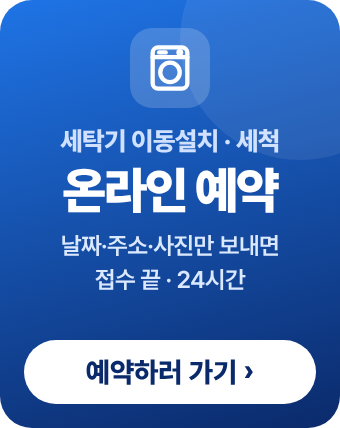 세탁기 이동설치 · 세척
온라인 예약
날짜·주소·사진만 보내면
접수 끝 · 24시간
예약하러 가기 ›